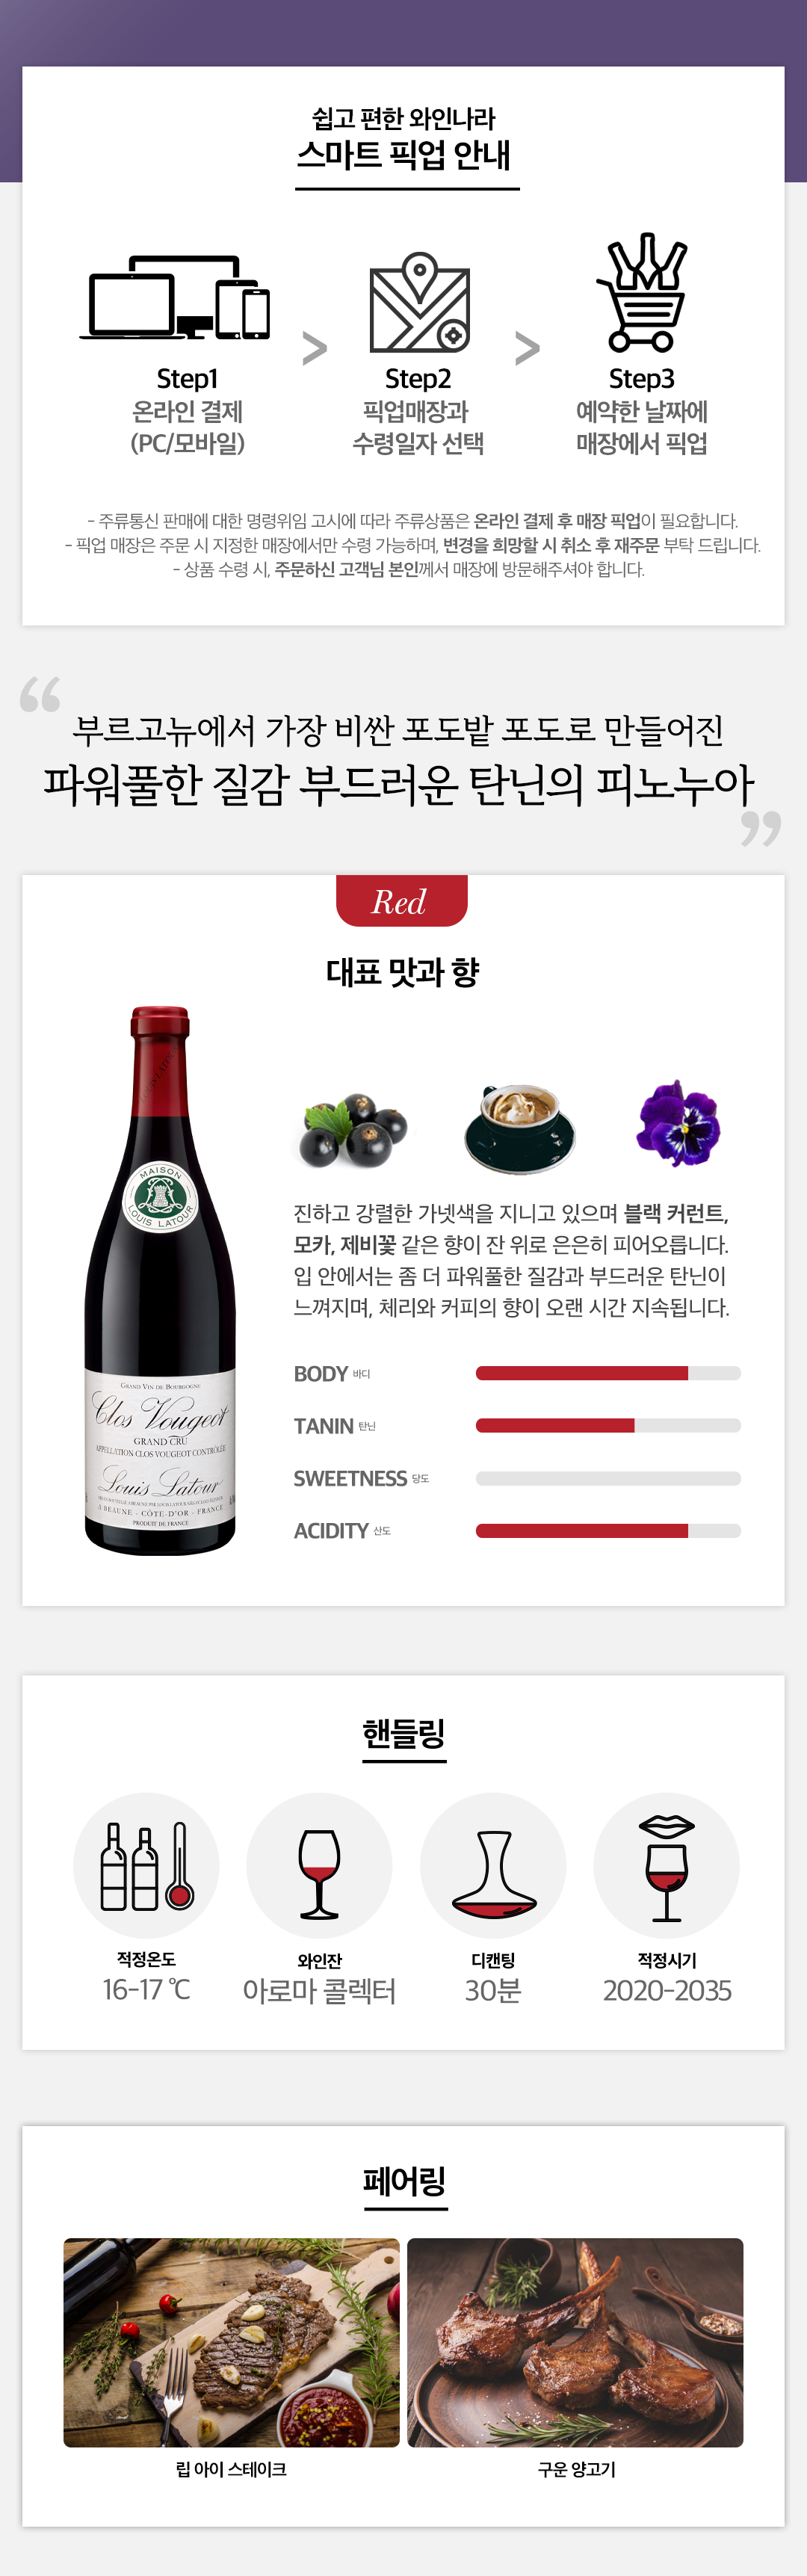 쉽고 편한 와인나라
스마트 픽업 안내
Step1
온라인 결제
(PC/모바일)
>
Step2
픽업매장과
수령일자 선택
>
Step3
예약한 날짜에
매장에서 픽업
- 주류통신 판매에 대한 명령위임 고시에 따라 주류상품은 온라인 결제 후 매장 픽업이 필요합니다.
- 픽업 매장은 주문 시 지정한 매장에서만 수령 가능하며, 변경을 희망할 시 취소 후 재주문 부탁 드립니다.
- 상품 수령 시, 주문하신 고객님 본인께서 매장에 방문해주셔야 합니다.
“
부르고뉴에서 가장 비싼 포도밭 포도로 만들어진
파워풀한 질감 부드러운 탄닌의 피노누아
”
Red
대표 맛과 향
MAISON
LOUIS LATOUR
GRAND VIN DE BOURGOGNE
Clos Vougeot
GRAND CRU
APPELLATION CLOS VOUGEOT CONTRÔLÉE
Louis Latour
A BEAUNE - CÔTE-D'OR - FRANCE
PRODUIT DE FRANCE
진하고 강렬한 가넷색을 지니고 있으며 블랙 커런트,
모카, 제비꽃 같은 향이 잔 위로 은은히 피어오릅니다.
입 안에서는 좀 더 파워풀한 질감과 부드러운 탄닌이
느껴지며, 체리와 커피의 향이 오랜 시간 지속됩니다.
BODY 바디
TANIN 탄닌
SWEETNESS 당도
ACIDITY 산도
핸들링
적정온도
16-17 ℃
와인잔
아로마 콜렉터
디캔팅
30분
적정시기
2020-2035
페어링
립 아이 스테이크
구운 양고기